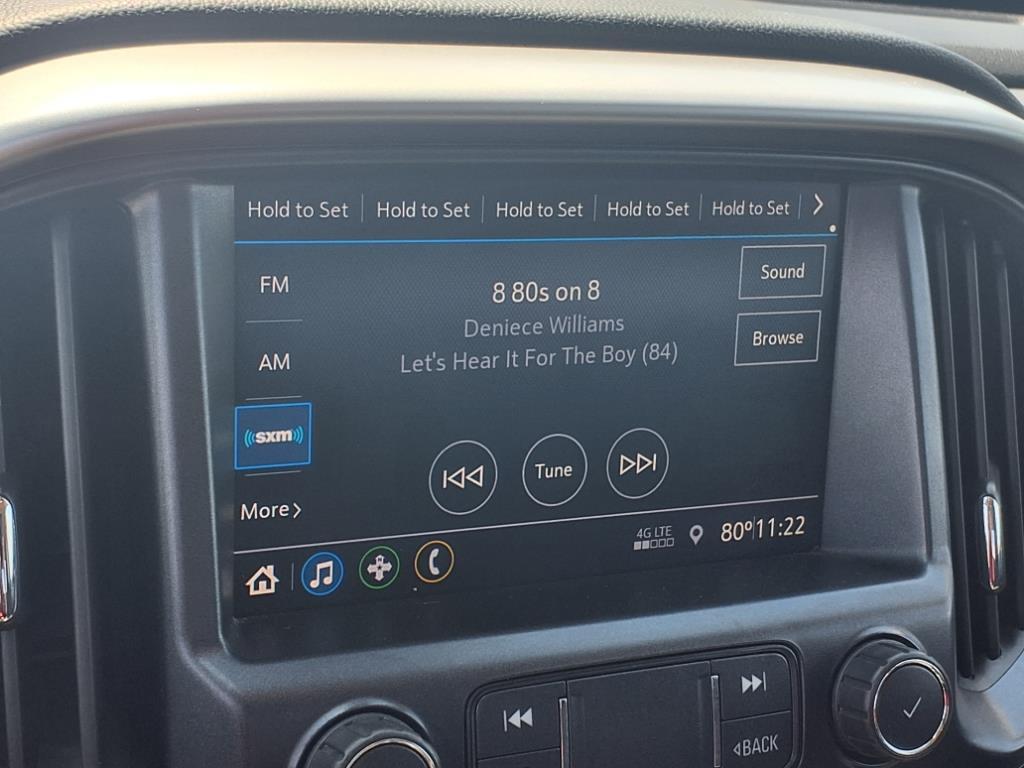 Hold to Set Hold to Set Hold to Set Hold to Set Hold to Set
FM
8 80s on 8
Sound
Deniece Williams
Browse
AM
Let's Hear It For The Boy (84)
((sxm))
Tune
More
4G LTE
80º 11:22
BACK